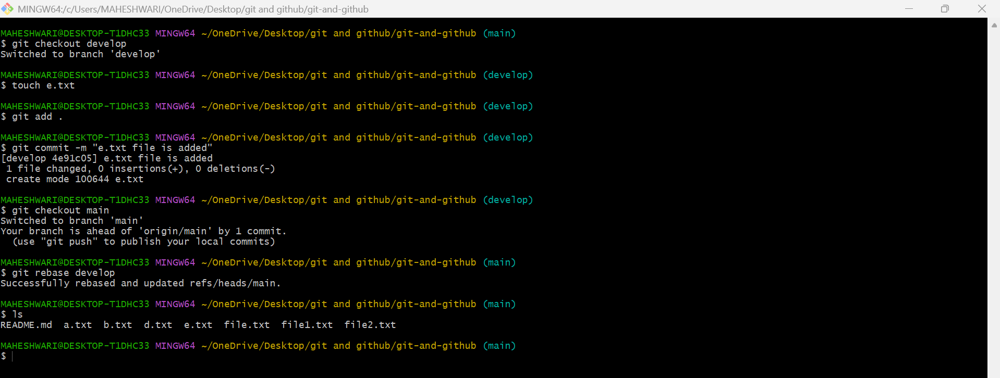 MINGW64:/c/Users/MAHESHWARI/OneDrive/Desktop/git and github/git-and-github
MAHESHWARI@DESKTOP-T1DHC33 MINGW64 ~/OneDrive/Desktop/git and github/git-and-github (main)
$ git checkout develop
Switched to branch 'develop'
MAHESHWARI@DESKTOP-T1DHC33 MINGW64 ~/OneDrive/Desktop/git and github/git-and-github (develop)
$ touch e.txt
MAHESHWARI@DESKTOP-T1DHC33 MINGW64 ~/OneDrive/Desktop/git and github/git-and-github (develop)
$ git add .
MAHESHWARI@DESKTOP-T1DHC33 MINGW64 ~/OneDrive/Desktop/git and github/git-and-github (develop)
$ git commit -m "e.txt file is added"
[develop 4e91c05] e.txt file is added
 1 file changed, 0 insertions(+), 0 deletions(-)
 create mode 100644 e.txt
MAHESHWARI@DESKTOP-T1DHC33 MINGW64 ~/OneDrive/Desktop/git and github/git-and-github (develop)
$ git checkout main
Switched to branch 'main'
Your branch is ahead of 'origin/main' by 1 commit.
  (use "git push" to publish your local commits)
MAHESHWARI@DESKTOP-T1DHC33 MINGW64 ~/OneDrive/Desktop/git and github/git-and-github (main)
$ git rebase develop
Successfully rebased and updated refs/heads/main.
MAHESHWARI@DESKTOP-T1DHC33 MINGW64 ~/OneDrive/Desktop/git and github/git-and-github (main)
$ ls
README.md  a.txt  b.txt  d.txt  e.txt  file.txt  file1.txt  file2.txt
MAHESHWARI@DESKTOP-T1DHC33 MINGW64 ~/OneDrive/Desktop/git and github/git-and-github (main)
$